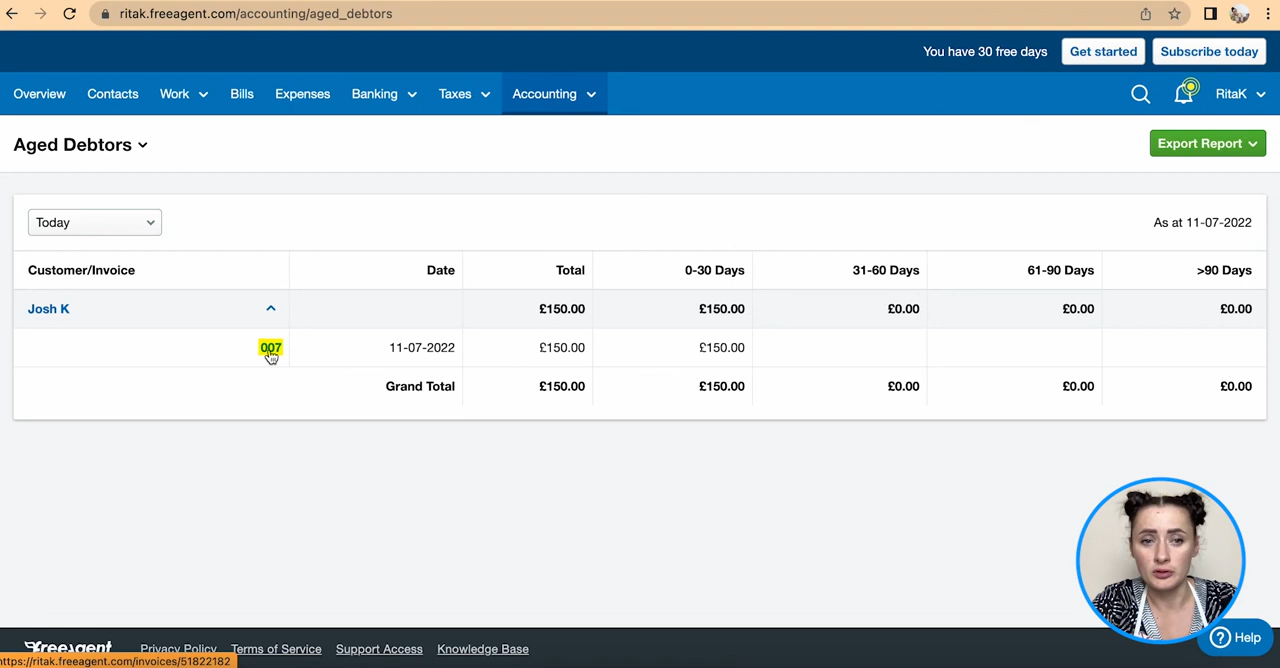 ritak.freeagent.com/accounting/aged_debtors
You have 30 free days Get started Subscribe today
Overview Contacts Work Bills Expenses Banking Taxes Accounting RitaK
Aged Debtors Export Report
Today As at 11-07-2022
Customer/Invoice Date Total 0-30 Days 31-60 Days 61-90 Days >90 Days
Josh K £150.00 £150.00 £0.00 £0.00 £0.00
007 11-07-2022 £150.00 £150.00
Grand Total £150.00 £150.00 £0.00 £0.00 £0.00
Help
freeagent Privacy Policy Terms of Service Support Access Knowledge Base
https://ritak.freeagent.com/invoices/51822182